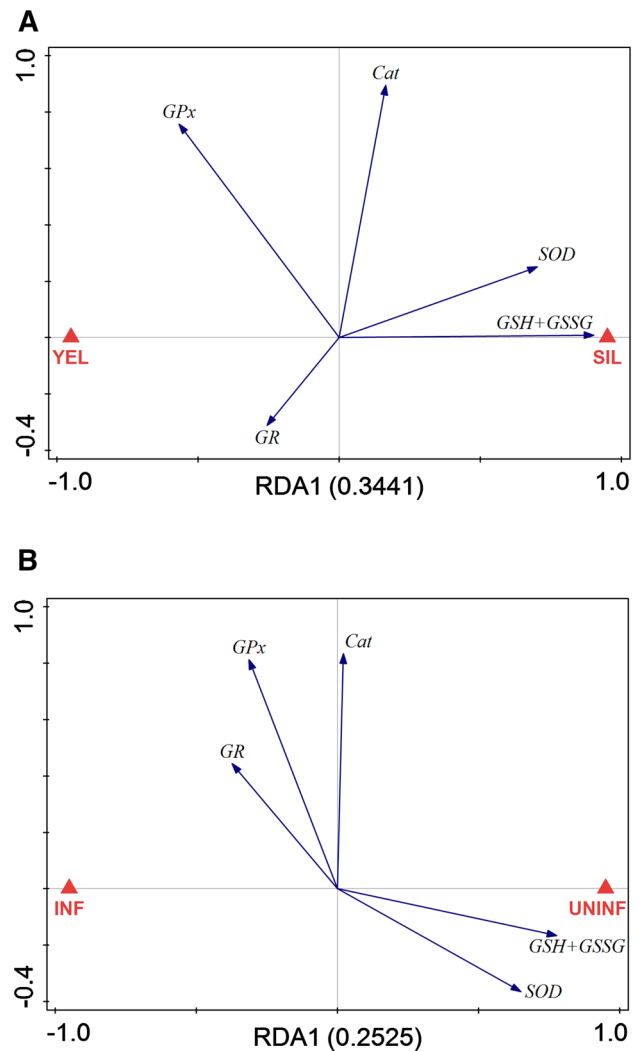 A
1.0
Cat
GPx
SOD
GSH+GSSG
YEL
SIL
GR
-0.4
-1.0
RDA1 (0.3441)
1.0
B
1.0
GPx
Cat
GR
INF
UNINF
GSH+GSSG
SOD
-0.4
-1.0
RDA1 (0.2525)
1.0